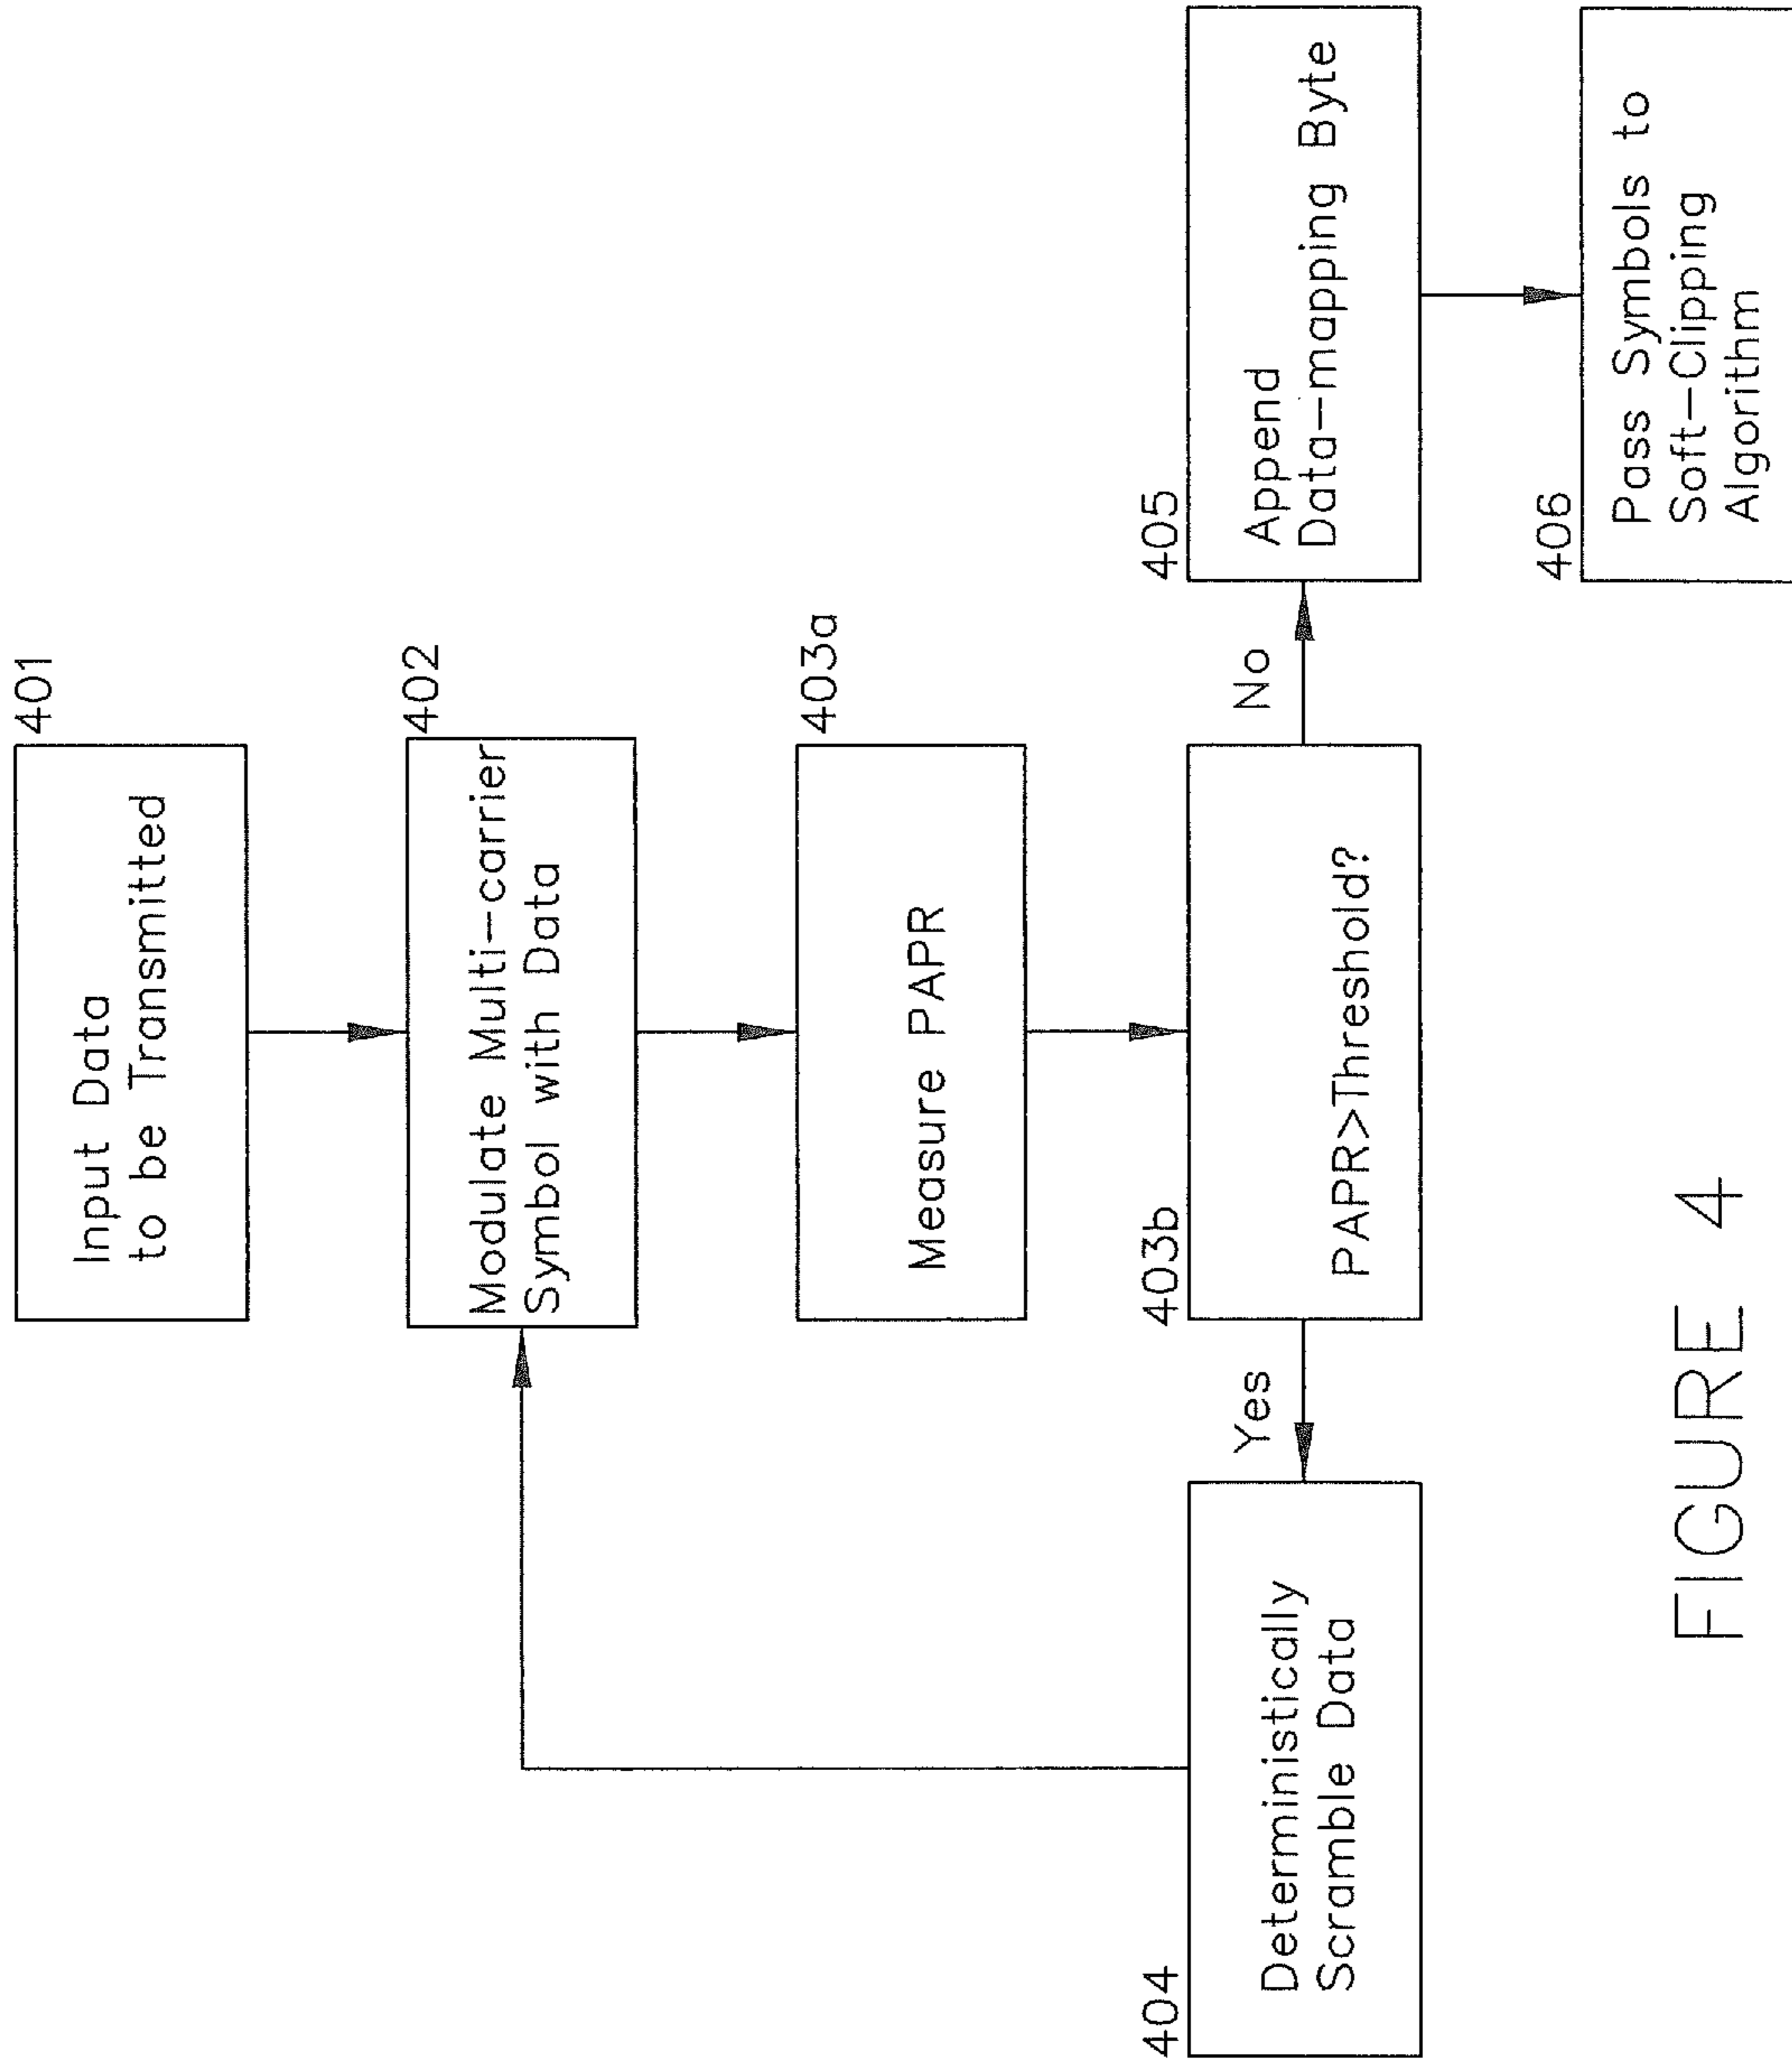 401
Input Data
to be Transmitted
402
Modulate Multi-carrier
Symbol with Data
403a
Measure PAPR
403b
PAPR>Threshold?
Yes
No
404
Deterministically
Scramble Data
405
Append
Data-mapping Byte
406
Pass Symbols to
Soft-Clipping
Algorithm
FIGURE 4